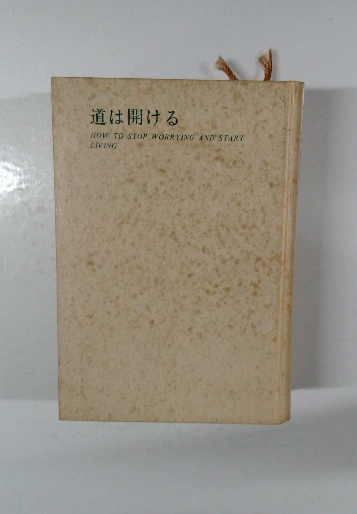 道は開ける
HOW TO STOP WORRYING AND START
LIVING